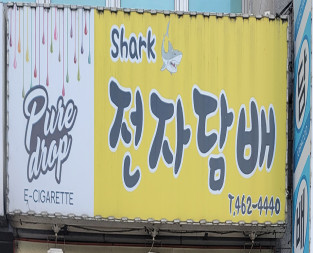 Shark
전자담배
T.462-4440
Pure
drop
E-CIGARETTE